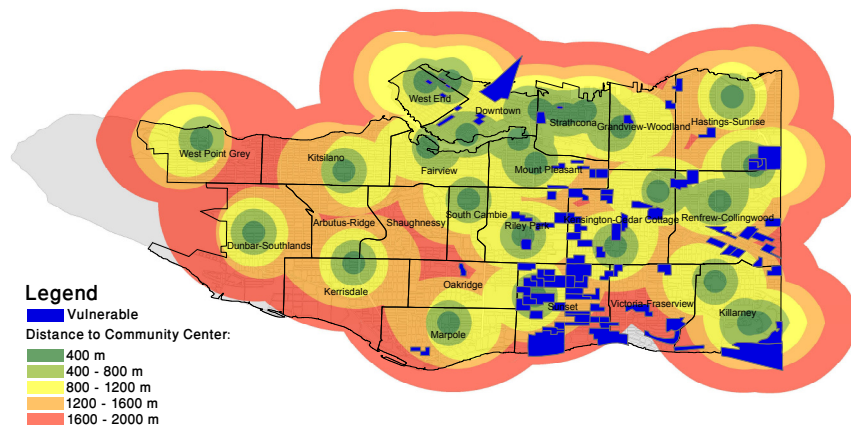 West End
Downtown
Strathcona
Hastings-Sunrise
Grandview-Woodland
West Point Grey
Kitsilano
Fairview
Mount Pleasant
South Cambie
Arbutus-Ridge
Shaughnessy
Riley Park
Kensington-Cedar Cottage
Renfrew-Collingwood
Dunbar-Southlands
Kerrisdale
Oakridge
Sunset
Victoria-Fraserview
Killarney
Marpole
Legend
Vulnerable
Distance to Community Center:
400 m
400 - 800 m
800 - 1200 m
1200 - 1600 m
1600 - 2000 m